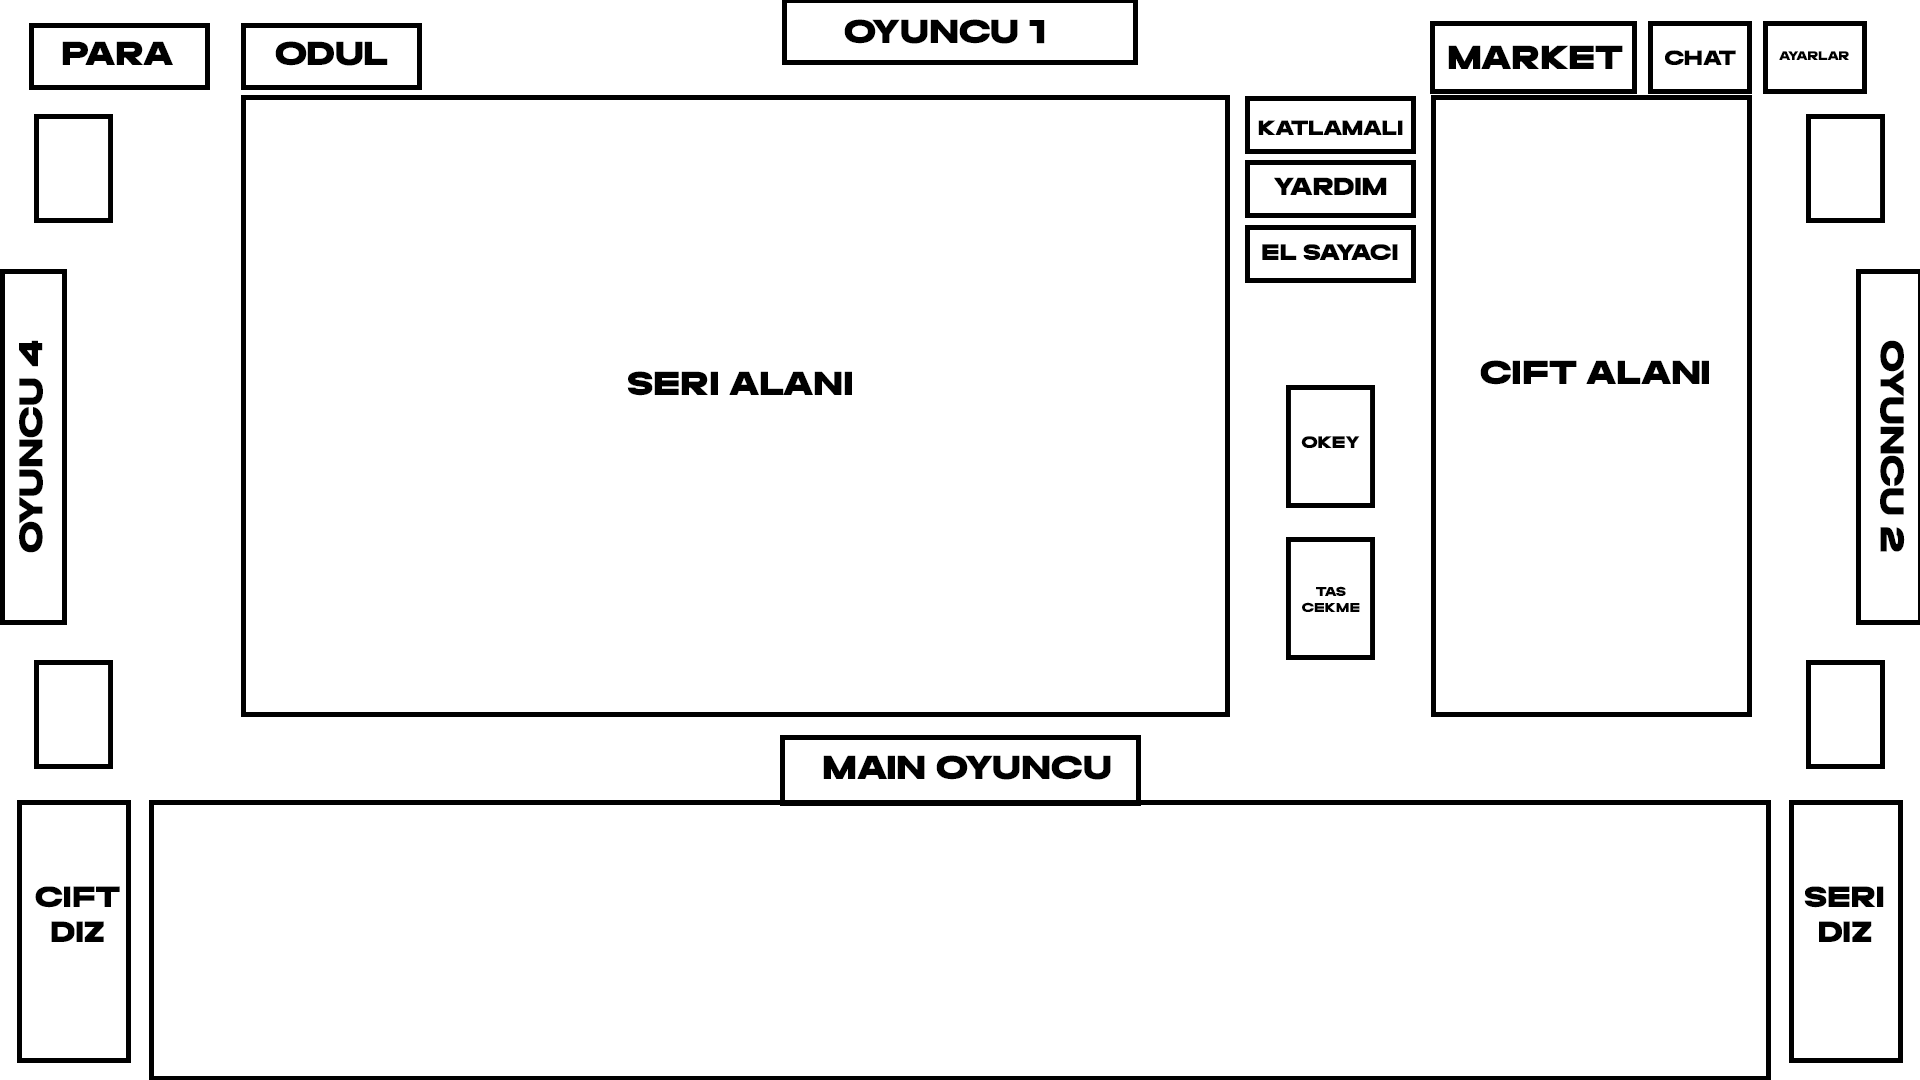 PARA
ODUL
OYUNCU 1
MARKET
CHAT
AYARLAR
KATLAMALI
YARDIM
EL SAYACI
OYUNCU 4
SERI ALANI
OKEY
TAS
CEKME
CIFT ALANI
OYUNCU 2
MAIN OYUNCU
CIFT
DIZ
SERI
DIZ